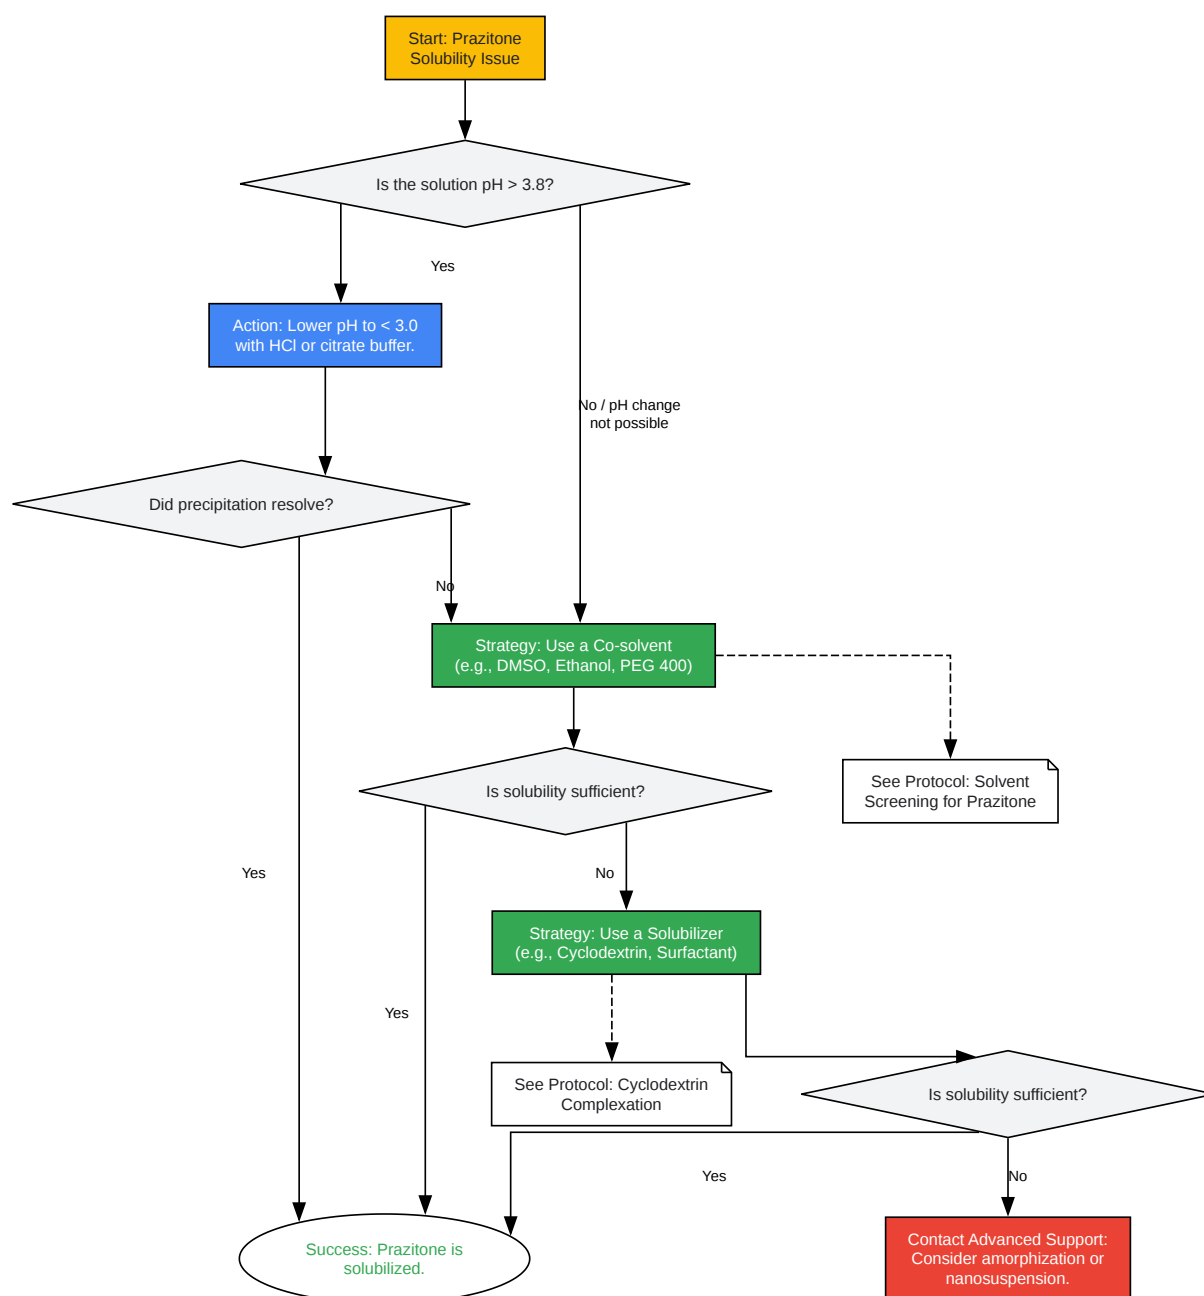 Start: Prazitone
Solubility Issue
Is the solution pH > 3.8?
Yes
Action: Lower pH to < 3.0
with HCl or citrate buffer.
No / pH change
not possible
Did precipitation resolve?
No
Strategy: Use a Co-solvent
(e.g., DMSO, Ethanol, PEG 400)
Is solubility sufficient?
See Protocol: Solvent
Screening for Prazitone
Yes
No
Strategy: Use a Solubilizer
(e.g., Cyclodextrin, Surfactant)
Yes
See Protocol: Cyclodextrin
Complexation
Is solubility sufficient?
Yes
No
Success: Prazitone is
solubilized.
Contact Advanced Support:
Consider amorphization or
nanosuspension.